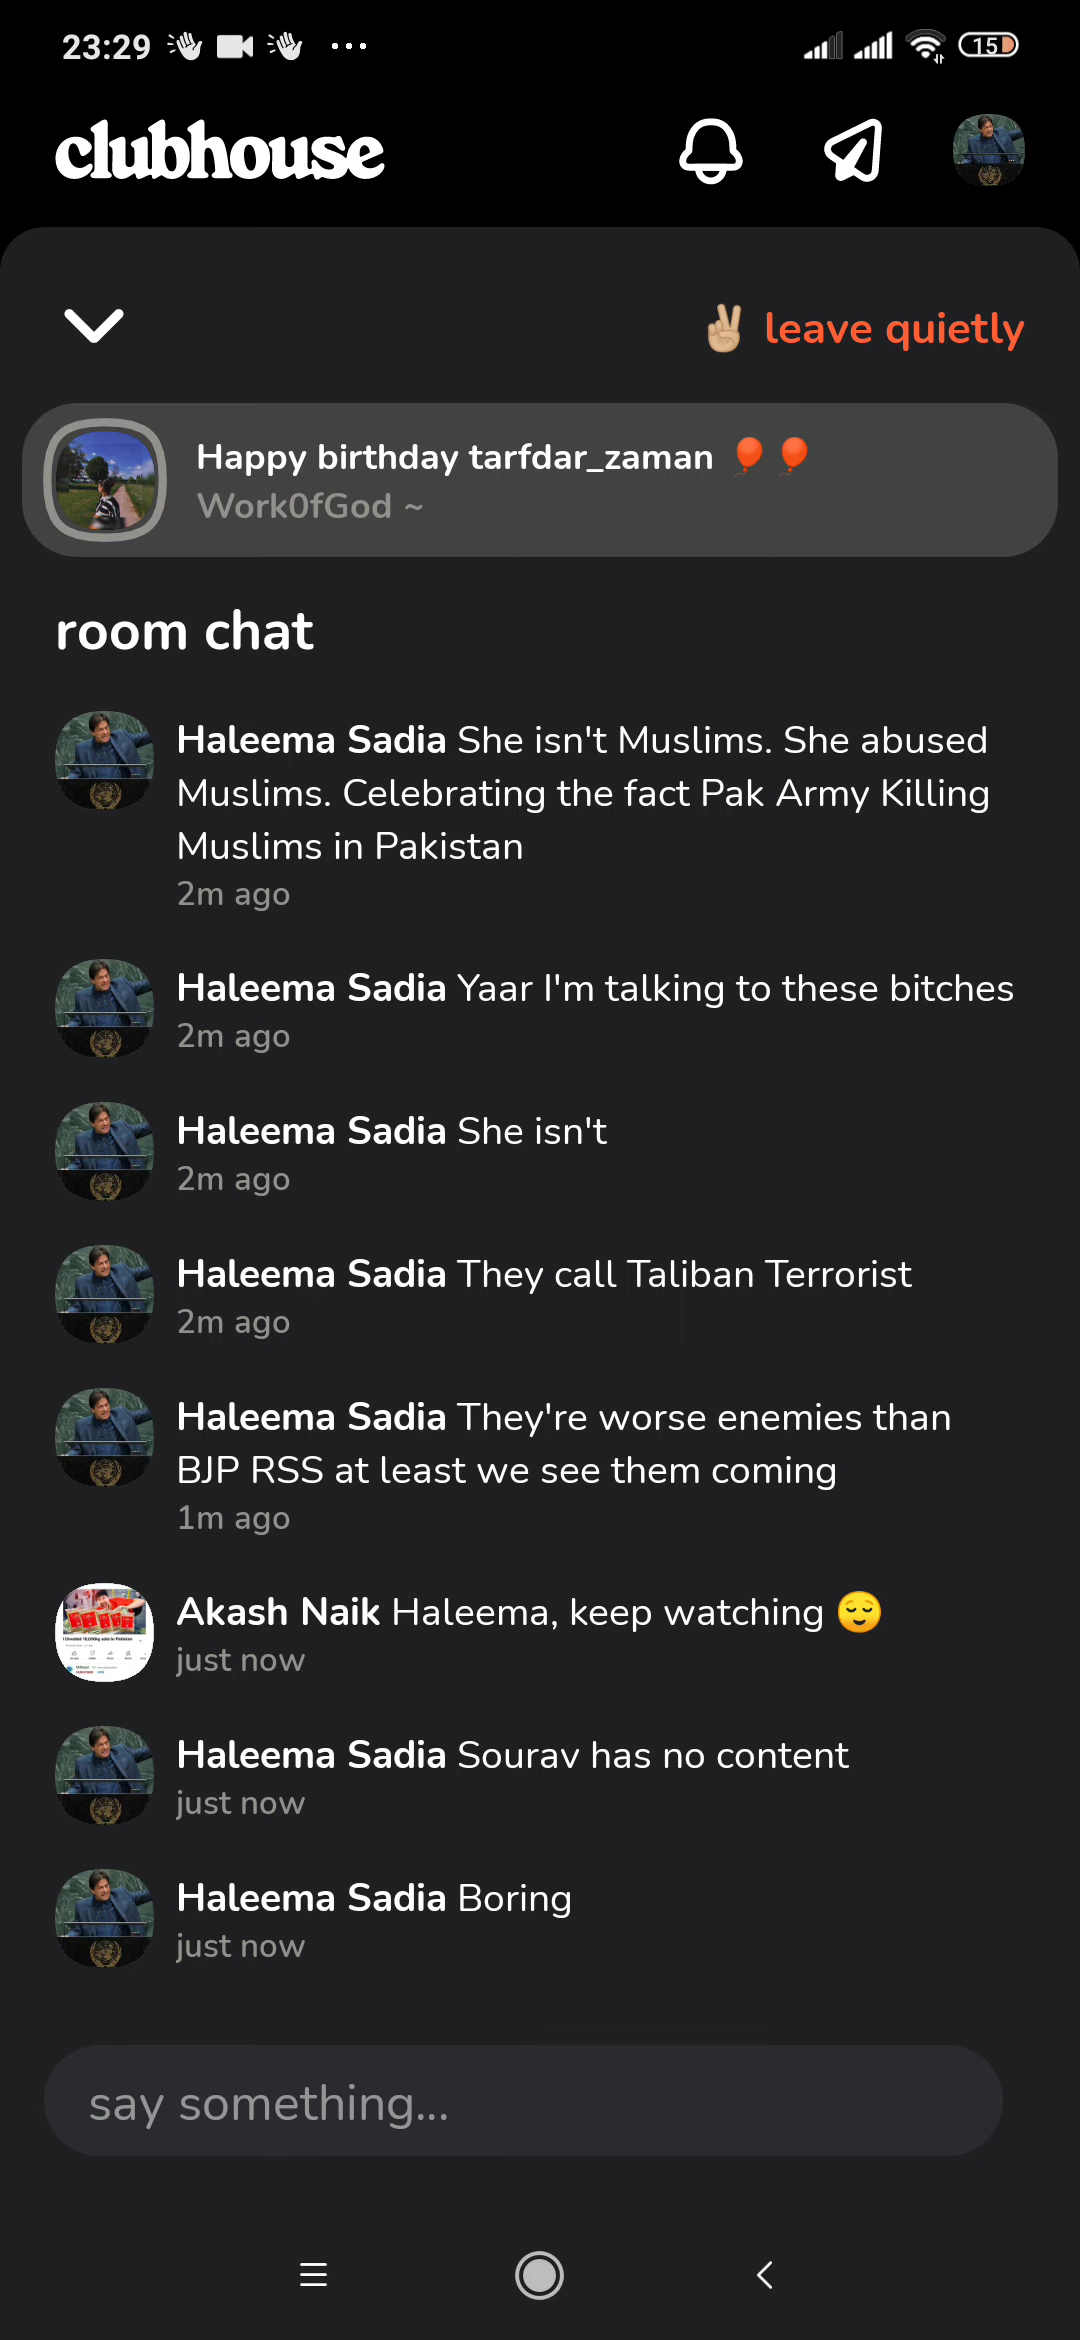 23:29
15
clubhouse
✌🏼 leave quietly
Happy birthday tarfdar_zaman 🎈🎈
Work0fGod ~
room chat
Haleema Sadia She isn't Muslims. She abused
Muslims. Celebrating the fact Pak Army Killing
Muslims in Pakistan
2m ago
Haleema Sadia Yaar I'm talking to these bitches
2m ago
Haleema Sadia She isn't
2m ago
Haleema Sadia They call Taliban Terrorist
2m ago
Haleema Sadia They're worse enemies than
BJP RSS at least we see them coming
1m ago
Akash Naik Haleema, keep watching 😌
just now
Haleema Sadia Sourav has no content
just now
Haleema Sadia Boring
just now
say something...